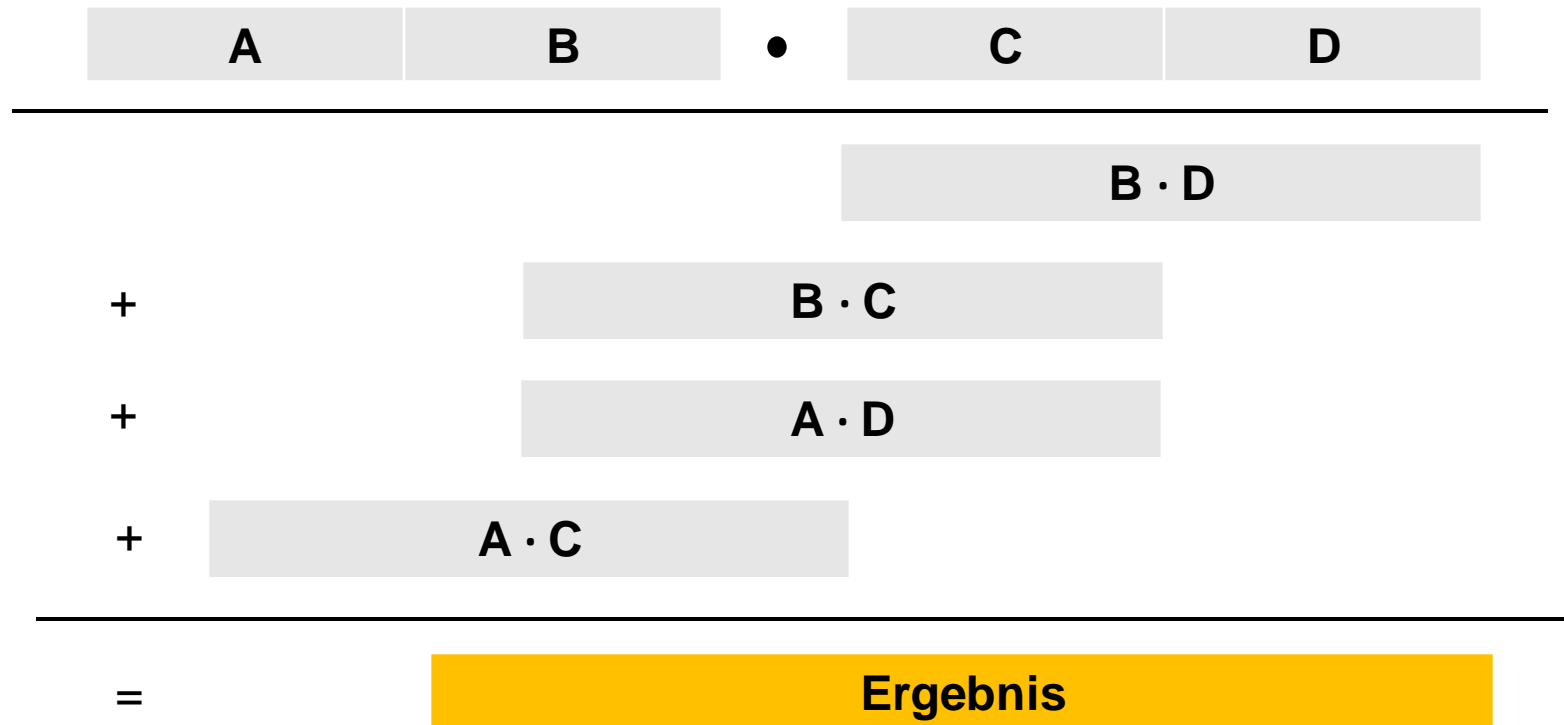 A B • C D
B · D
+ B · C
+ A · D
+ A · C
= Ergebnis